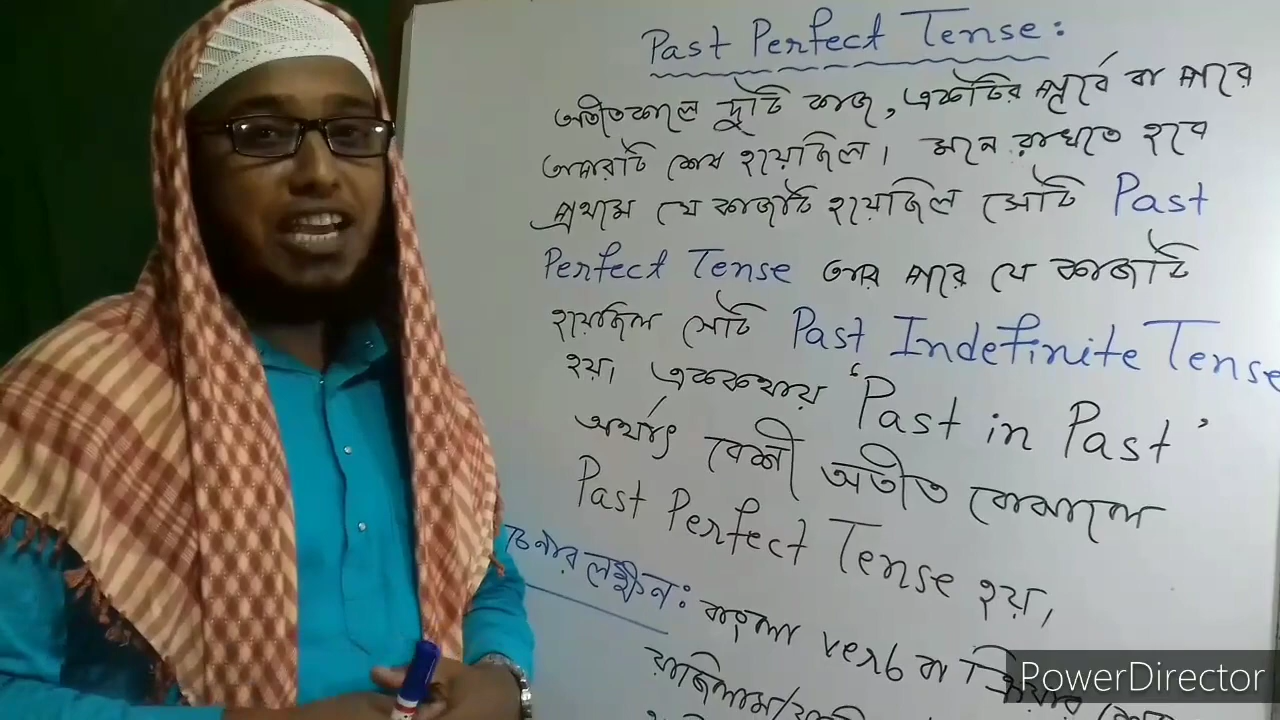 Past Perfect Tense:
অতীতকালে দুটি কাজ, একটির পূর্বে বা পরে
অপরটি শেষ হয়েছিল। মনে রাখতে হবে
প্রথমে যে কাজটি হয়েছিল সেটি Past
Perfect Tense তার পরে যে কাজটি
হয়েছিল সেটি Past Indefinite Tense
হয়। এককথায় 'Past in Past'
অর্থাৎ বেশী অতীত বোঝালে
Past Perfect Tense হয়।
চেনার লক্ষন: বাংলা verb বা ক্রিয়ার
PowerDirector